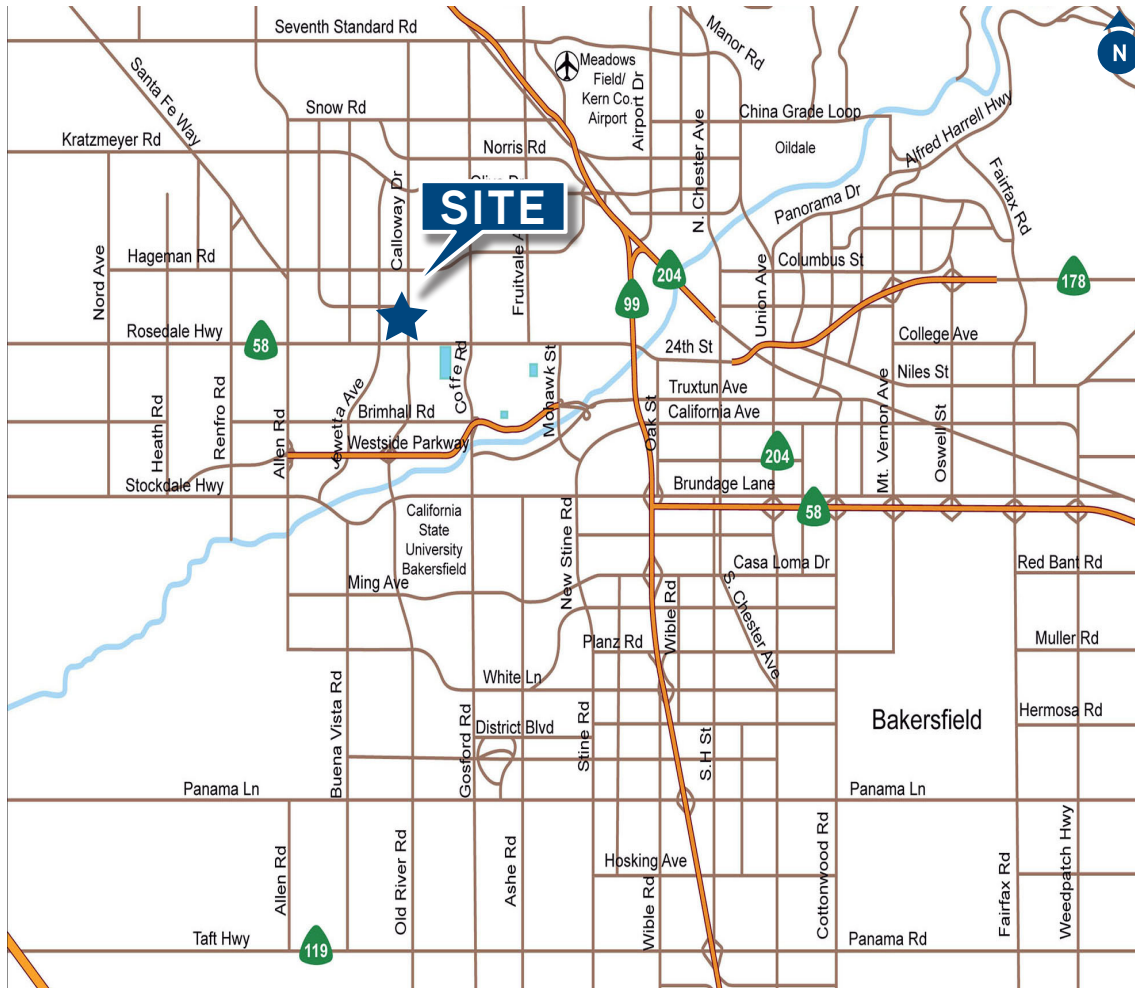 Seventh Standard Rd
Manor Rd
N
Meadows
Field/
Kern Co.
Airport
Airport Dr
Santa Fe Way
Snow Rd
China Grade Loop
Alfred Harrell Hwy
Kratzmeyer Rd
Norris Rd
N. Chester Ave
Oildale
Fairfax Rd
Calloway Dr
SITE
Panorama Dr
Nord Ave
Hageman Rd
Fruitvale
Columbus St
204
178
99
Union Ave
Rosedale Hwy
58
24th St
College Ave
Niles St
Coffe Rd
Mohawk St
Truxtun Ave
Heath Rd
Renfro Rd
Allen Rd
Jewetta Ave
Brimhall Rd
California Ave
Oak St
Mt. Vernon Ave
Oswell St
Westside Parkway
204
Stockdale Hwy
Brundage Lane
58
California
State
University
Bakersfield
New Stine Rd
Casa Loma Dr
Red Bant Rd
Ming Ave
Wible Rd
S. Chester Ave
Planz Rd
Muller Rd
White Ln
Buena Vista Rd
Gosford Rd
District Blvd
Stine Rd
S.H St
Bakersfield
Hermosa Rd
Panama Ln
Panama Ln
Allen Rd
Old River Rd
Ashe Rd
Hosking Ave
Wible Rd
Cottonwood Rd
Fairfax Rd
Weedpatch Hwy
Taft Hwy
119
Panama Rd